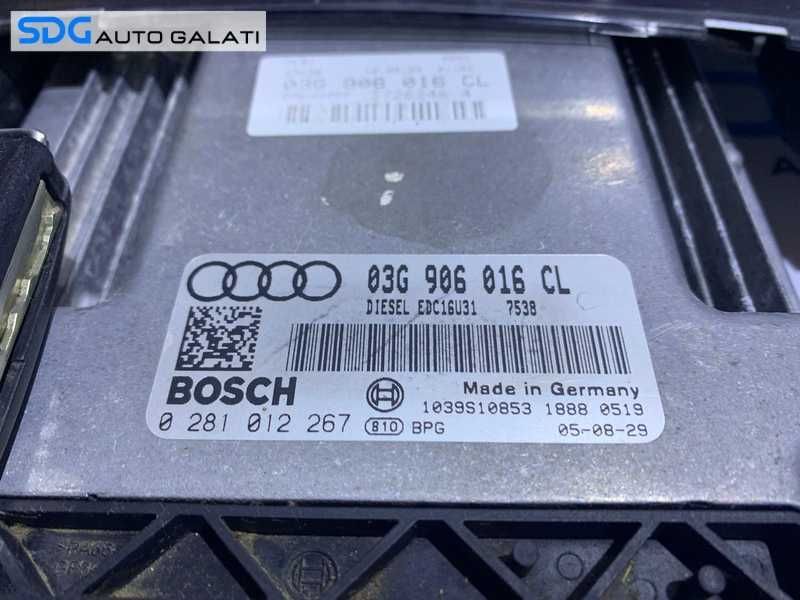 SDG AUTO GALATI
03G 906 016 CL
03G 906 016 CL
DIESEL EDC16U31 7538
BOSCH
Made in Germany
0 281 012 267
1039S10853 1888 0519
810 BPG
05-08-29